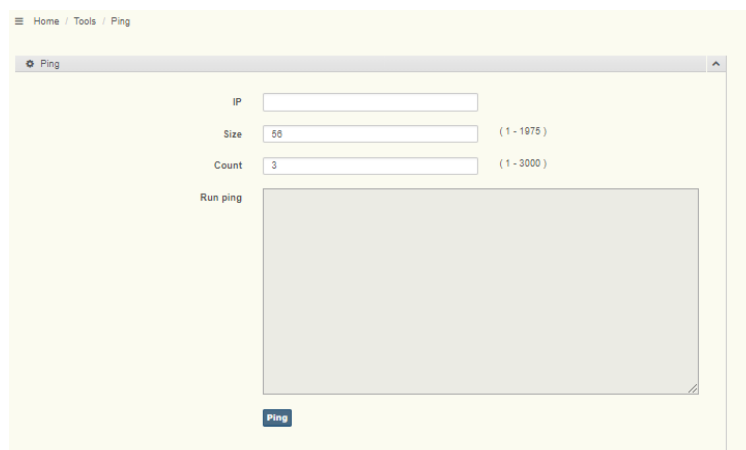 Home / Tools / Ping
Ping
IP
Size 56 ( 1 - 1975 )
Count 3 ( 1 - 3000 )
Run ping
Ping